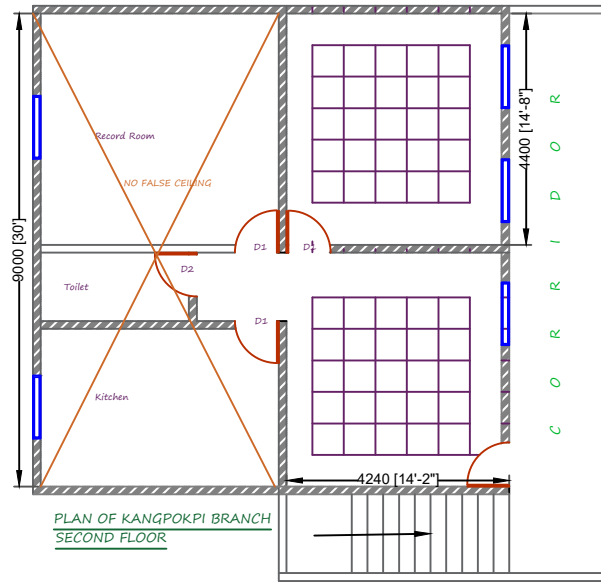 Record Room
NO FALSE CEILING
4400 [14'-8"]
C O R R I D O R
9000 [30']
D1
D1
D2
Toilet
D1
Kitchen
4240 [14'-2"]
PLAN OF KANGPOKPI BRANCH
SECOND FLOOR